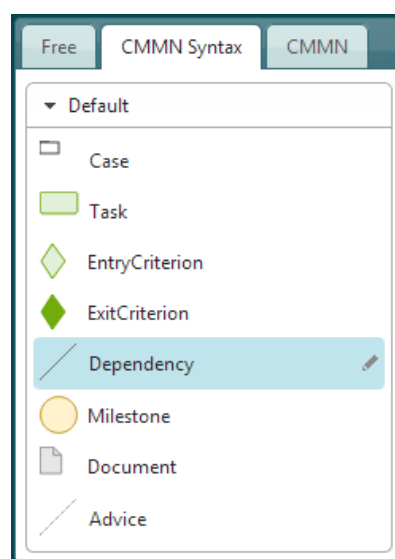 Free CMMN Syntax CMMN
Default
Case
Task
EntryCriterion
ExitCriterion
Dependency
Milestone
Document
Advice